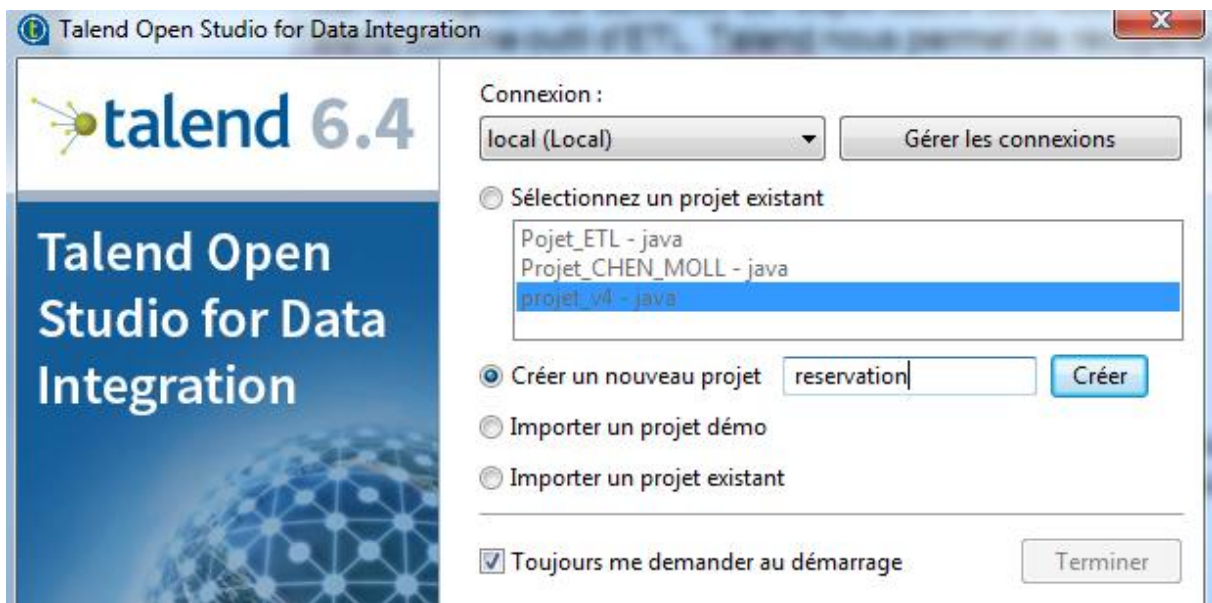 Talend Open Studio for Data Integration
talend 6.4
Talend Open
Studio for Data
Integration
Connexion :
local (Local)
Gérer les connexions
Sélectionnez un projet existant
Pojet_ETL - java
Projet_CHEN_MOLL - java
projet_v4 - java
Créer un nouveau projet
reservation
Créer
Importer un projet démo
Importer un projet existant
Toujours me demander au démarrage
Terminer